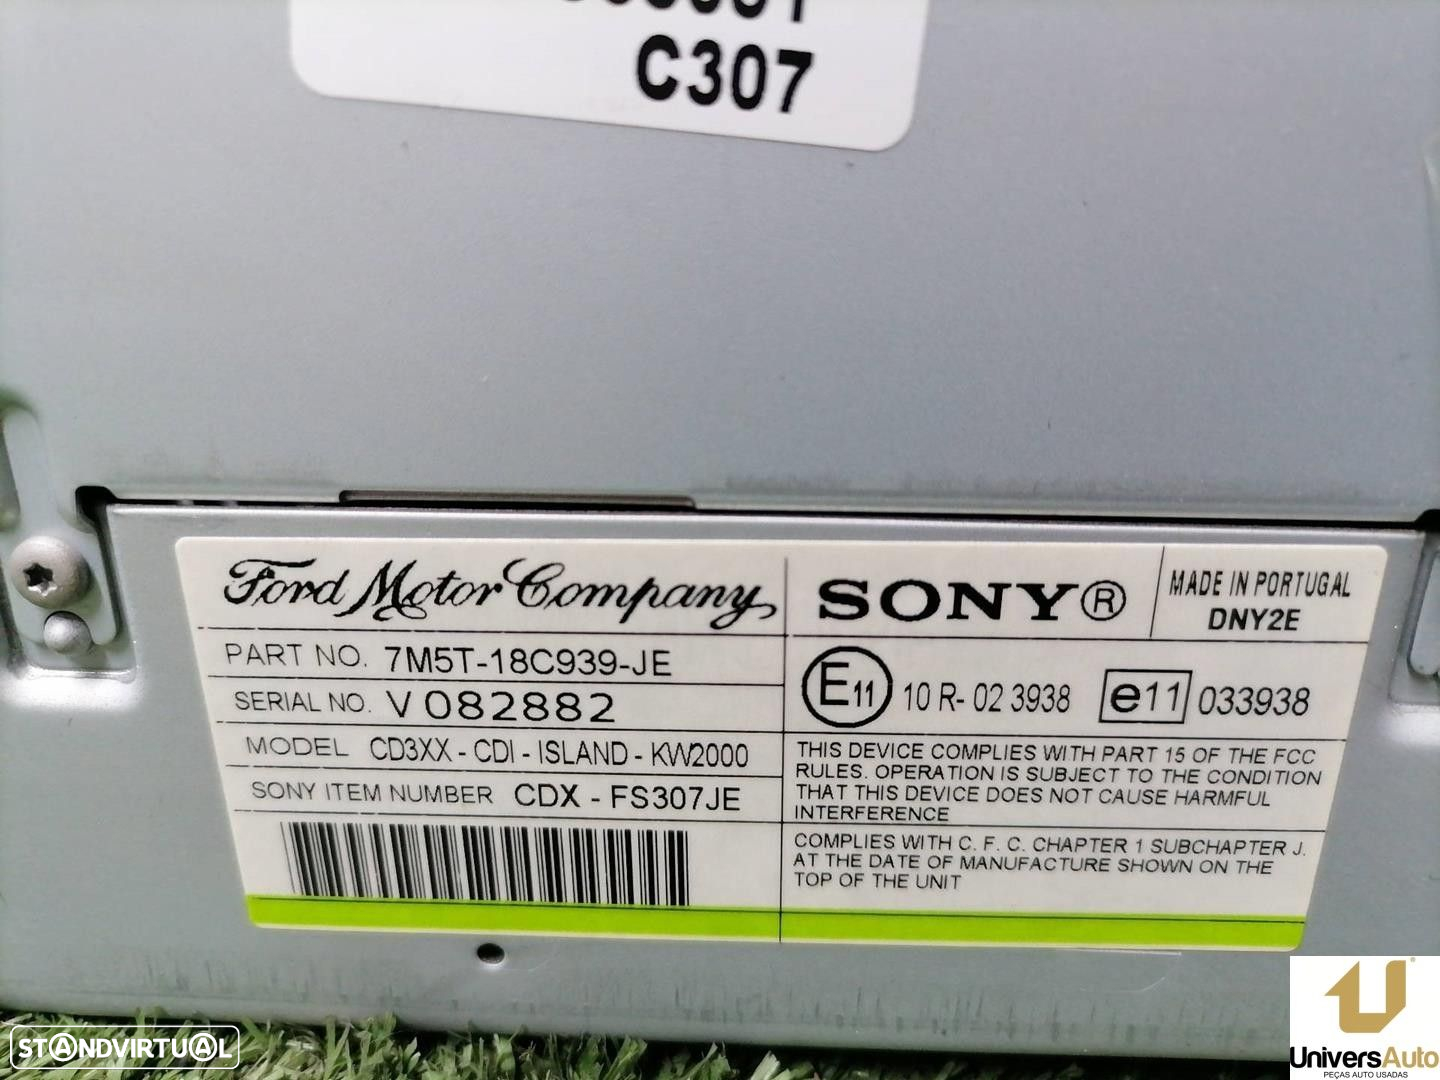 C307
Ford Motor Company
SONY®
MADE IN PORTUGAL
DNY2E
PART NO. 7M5T-18C939-JE
SERIAL NO. V082882
MODEL CD3XX - CDI - ISLAND - KW2000
SONY ITEM NUMBER CDX - FS307JE
E11 10 R- 02 3938 e11 033938
THIS DEVICE COMPLIES WITH PART 15 OF THE FCC
RULES. OPERATION IS SUBJECT TO THE CONDITION
THAT THIS DEVICE DOES NOT CAUSE HARMFUL
INTERFERENCE
COMPLIES WITH C. F. C. CHAPTER 1 SUBCHAPTER J.
AT THE DATE OF MANUFACTURE SHOWN ON THE
TOP OF THE UNIT
STANDVIRTUAL
UniversAuto
PEÇAS AUTO USADAS